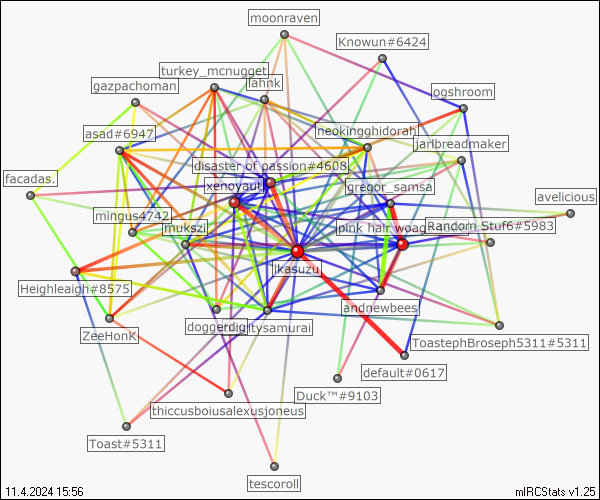 moonraven
Knowun#6424
turkey_mcnugget
lahnk
gazpachoman
ogshroom
asad#6947
neokingghidorah
jarlbreadmaker
disaster of passion#4608
facadas.
xenoyaut
gregor_samsa
avelicious
mingus4742
mukszi
pink hair woag
Random Stuf6#5983
ikasuzu
Heighleaigh#8575
andnewbees
ZeeHonK
doggerdigitysamurai
ToastephBroseph5311#5311
default#0617
Duck™#9103
thiccusboiusalexusjoneus
Toast#5311
tescoroll
11.4.2024 15:56
mIRCStats v1.25